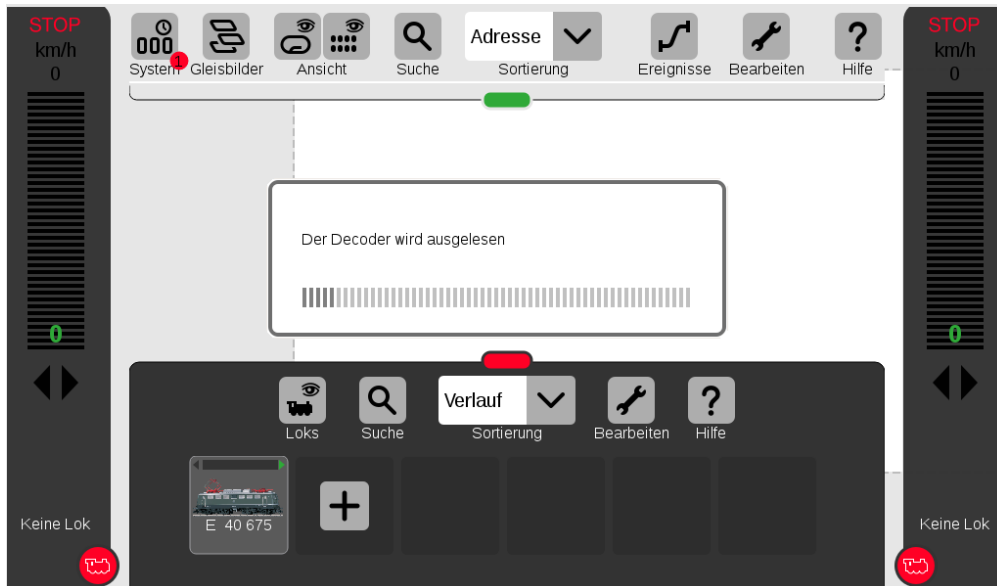 STOP
km/h
0
000
1
System
Gleisbilder
Ansicht
Suche
Adresse
Sortierung
Ereignisse
Bearbeiten
?
Hilfe
STOP
km/h
0
Der Decoder wird ausgelesen
0
0
Verlauf
?
Loks
Suche
Sortierung
Bearbeiten
Hilfe
E 40 675
Keine Lok
Keine Lok